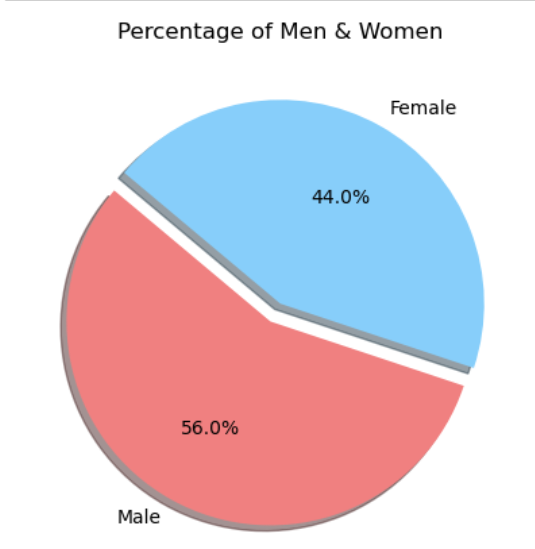 Percentage of Men & Women
Female
44.0%
56.0%
Male